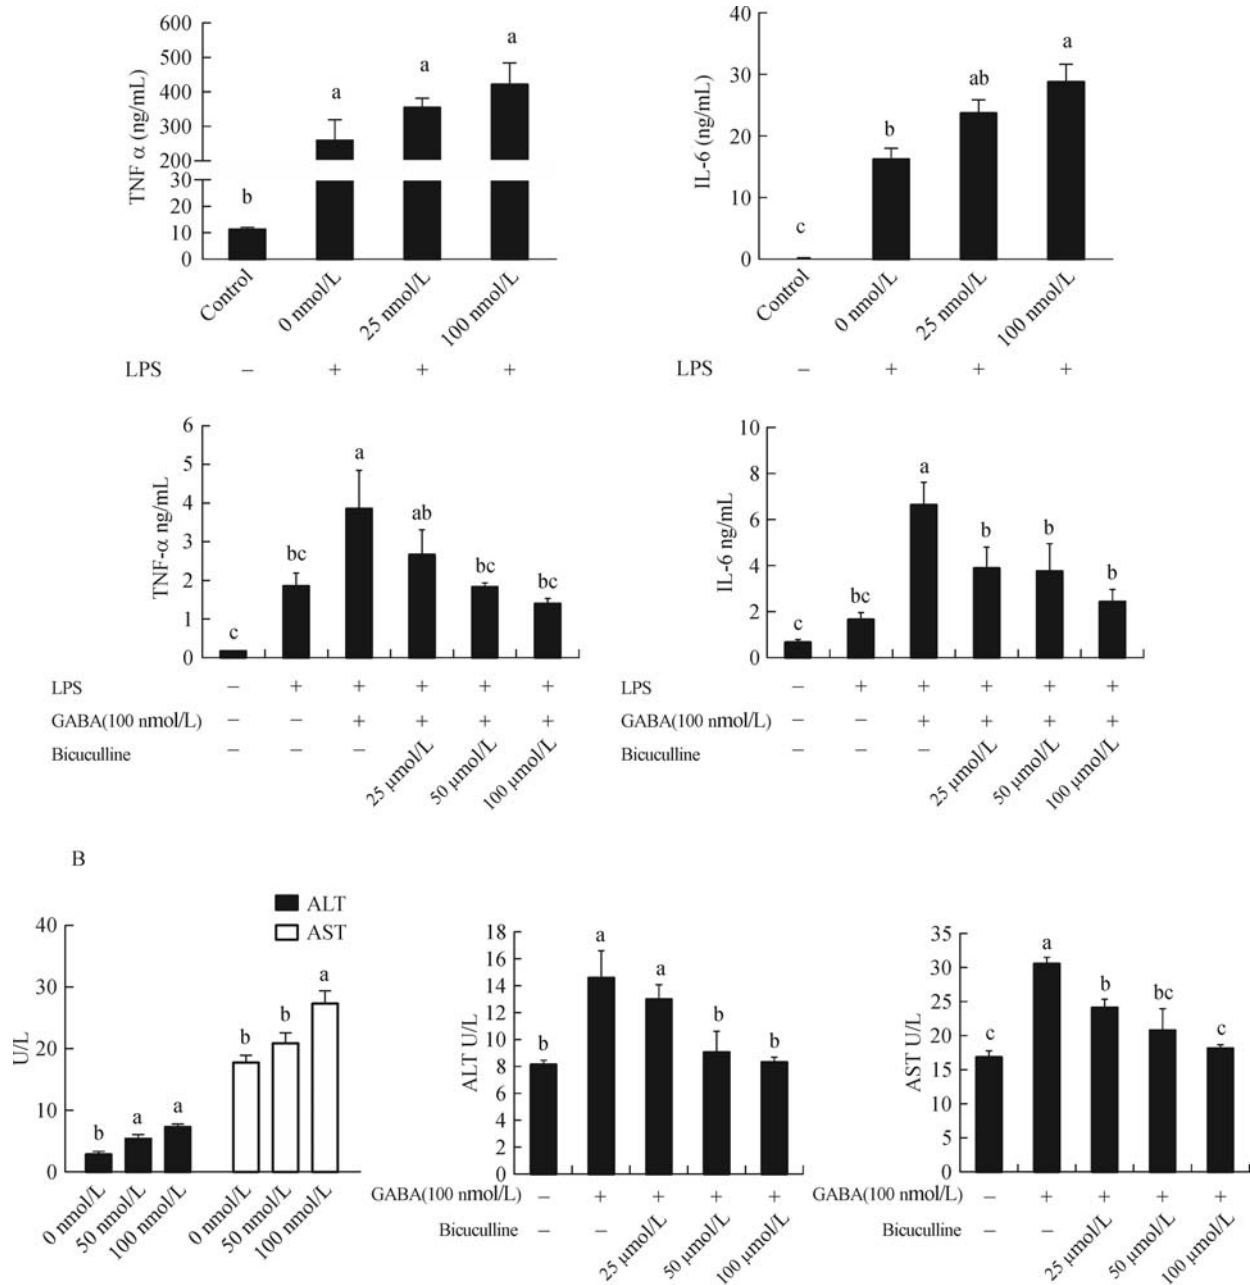 600
500
400
300
200
30
20
10
0
TNF α (ng/mL)
b
a
a
a
Control
0 nmol/L
25 nmol/L
100 nmol/L
LPS − + + +
40
30
20
10
0
IL-6 (ng/mL)
c
b
ab
a
Control
0 nmol/L
25 nmol/L
100 nmol/L
LPS − + + +
6
5
4
3
2
1
0
TNF-α ng/mL
c
bc
a
ab
bc
bc
LPS − + + + + +
GABA(100 nmol/L) − − + + + +
Bicuculline − − − 25 μmol/L 50 μmol/L 100 μmol/L
10
8
6
4
2
0
IL-6 ng/mL
c
bc
a
b
b
b
LPS − + + + + +
GABA(100 nmol/L) − − + + + +
Bicuculline − − − 25 μmol/L 50 μmol/L 100 μmol/L
B
ALT
AST
40
30
20
10
0
U/L
b
a
a
b
b
a
0 nmol/L
50 nmol/L
100 nmol/L
0 nmol/L
50 nmol/L
100 nmol/L
18
16
14
12
10
8
6
4
2
0
ALT U/L
b
a
a
b
b
GABA(100 nmol/L) − + + + +
Bicuculline − − 25 μmol/L 50 μmol/L 100 μmol/L
35
30
25
20
15
10
5
0
AST U/L
c
a
b
bc
c
GABA(100 nmol/L) − + + + +
Bicuculline − − 25 μmol/L 50 μmol/L 100 μmol/L